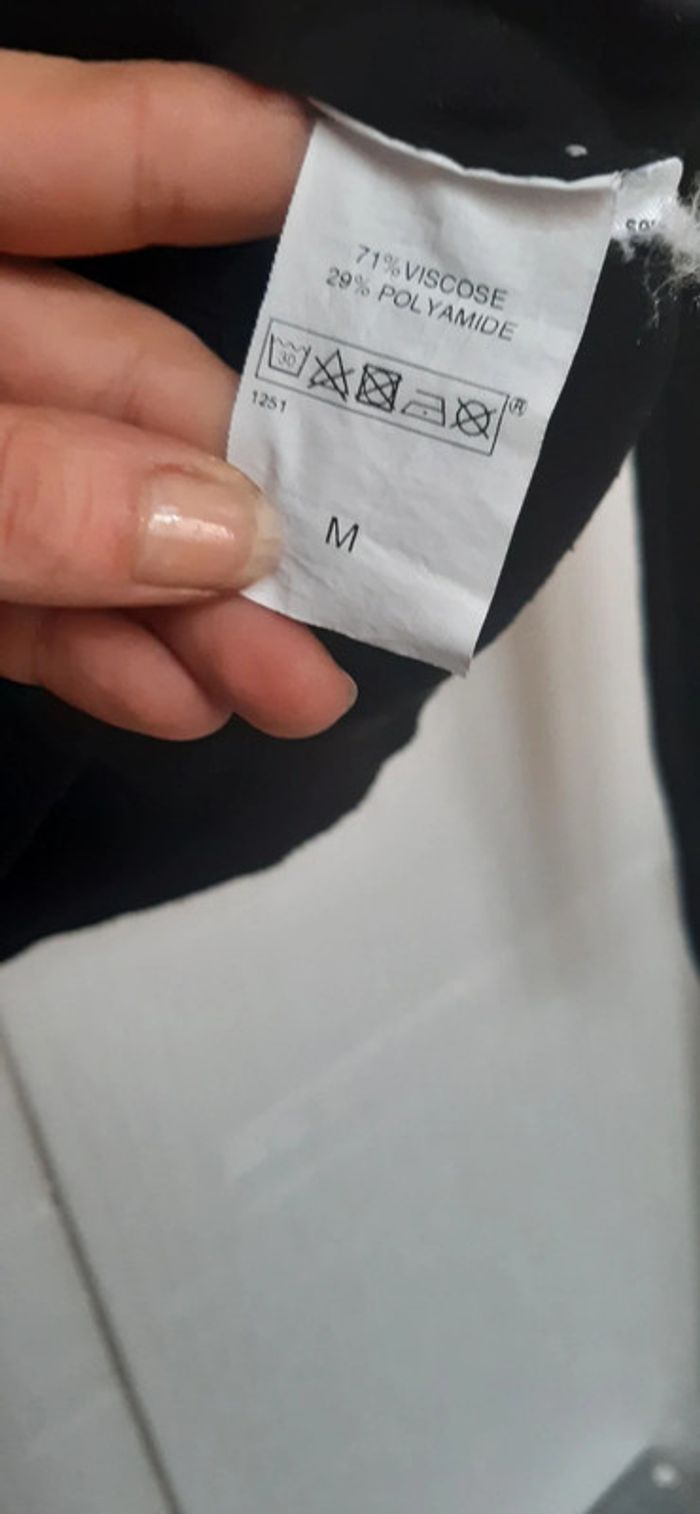 71% VISCOSE
29% POLYAMIDE
30
®
1251
M